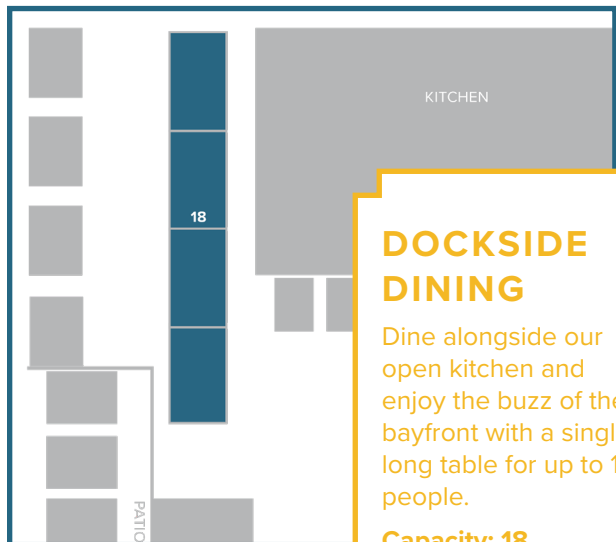 KITCHEN
18
DOCKSIDE
DINING
Dine alongside our
open kitchen and
enjoy the buzz of the
bayfront with a singl
long table for up to 1
people.
Capacity: 18
PATIO